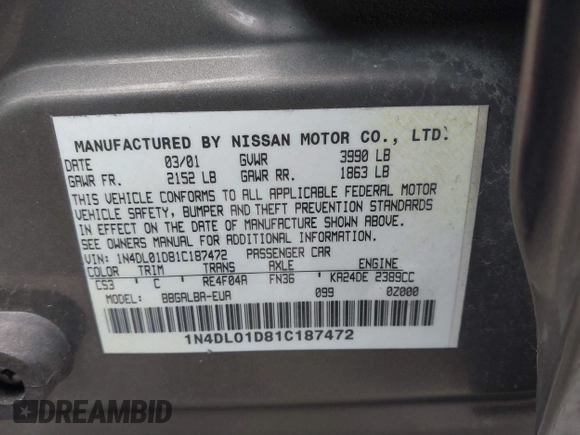 MANUFACTURED BY NISSAN MOTOR CO., LTD.
DATE 03/01 GVWR 3990 LB
GAWR FR. 2152 LB GAWR RR. 1863 LB
THIS VEHICLE CONFORMS TO ALL APPLICABLE FEDERAL MOTOR
VEHICLE SAFETY, BUMPER AND THEFT PREVENTION STANDARDS
IN EFFECT ON THE DATE OF MANUFACTURE SHOWN ABOVE.
SEE OWNERS MANUAL FOR ADDITIONAL INFORMATION.
VIN: 1N4DL01D81C187472 PASSENGER CAR
COLOR TRIM TRANS AXLE ENGINE
CS3 C RE4F04A FN36 KA24DE 2389CC
MODEL: BBGALBA-EUA 099 0Z000
1N4DL01D81C187472
DREAMBID